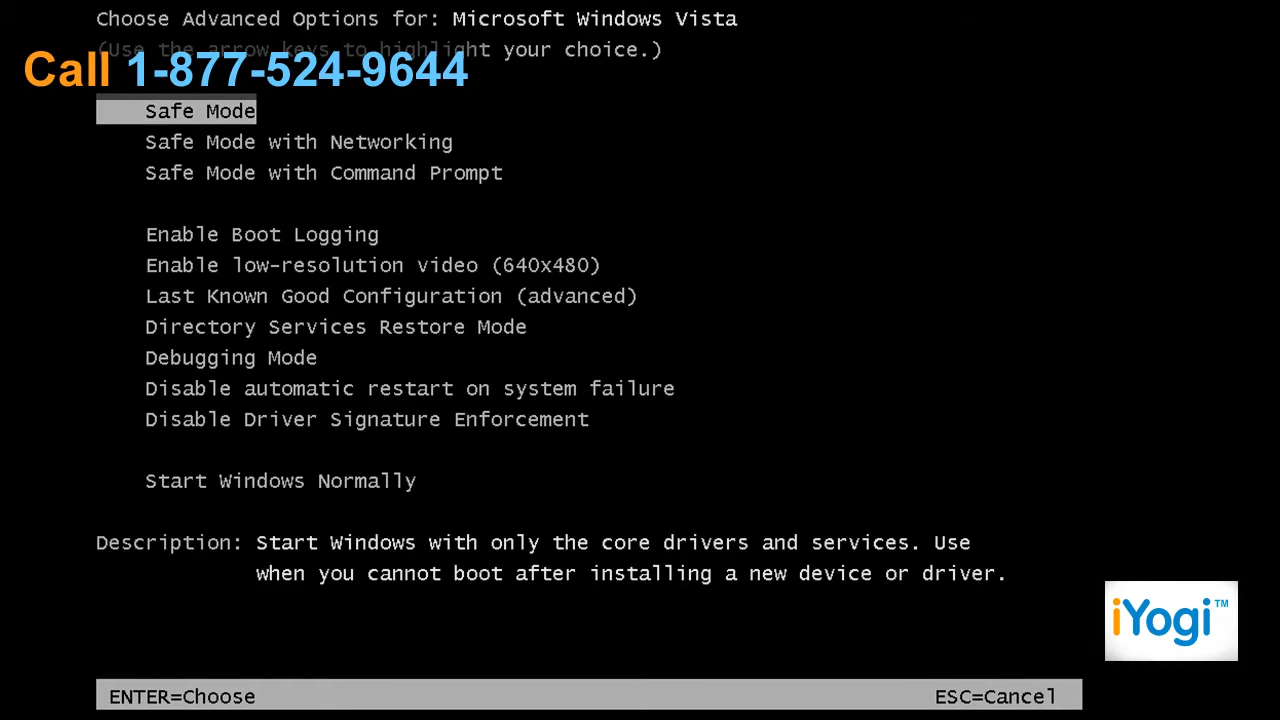 Choose Advanced Options for: Microsoft Windows Vista
(Use the arrow keys to highlight your choice.)
Call 1-877-524-9644
Safe Mode
Safe Mode with Networking
Safe Mode with Command Prompt
Enable Boot Logging
Enable low-resolution video (640x480)
Last Known Good Configuration (advanced)
Directory Services Restore Mode
Debugging Mode
Disable automatic restart on system failure
Disable Driver Signature Enforcement
Start Windows Normally
Description: Start Windows with only the core drivers and services. Use
when you cannot boot after installing a new device or driver.
iYogi™
ENTER=Choose ESC=Cancel